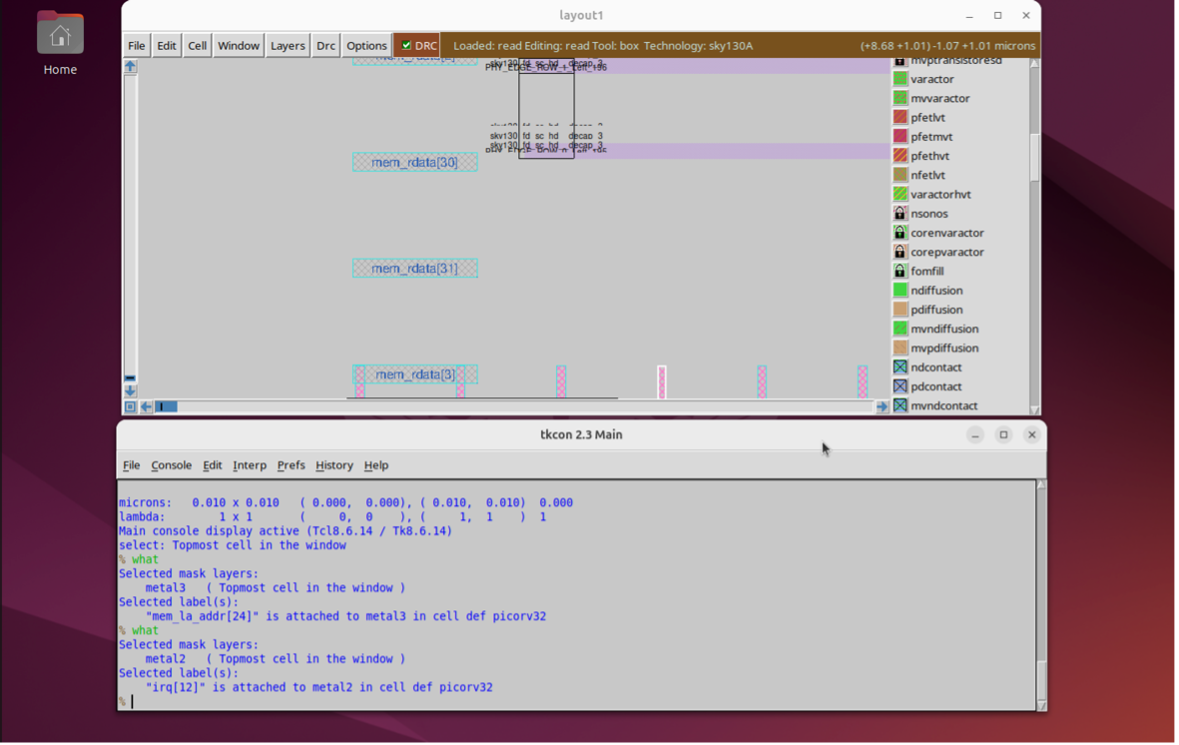 Home
layout1
File Edit Cell Window Layers Drc Options DRC Loaded: read Editing: read Tool: box Technology: sky130A (+8.68 +1.01) -1.07 +1.01 microns
mvptransistoresd
varactor
mvvaractor
pfetlvt
pfetmvt
pfethvt
nfetlvt
varactorhvt
nsonos
corenvaractor
corepvaractor
fomfill
ndiffusion
pdiffusion
mvndiffusion
mvpdiffusion
ndcontact
pdcontact
mvndcontact
sky130_fd_sc_hd__decap_3
sky130_fd_sc_hd__decap_3
sky130_fd_sc_hd__decap_3
mem_rdata[30]
mem_rdata[31]
mem_rdata[3]
tkcon 2.3 Main
File Console Edit Interp Prefs History Help
microns: 0.010 x 0.010 ( 0.000, 0.000), ( 0.010, 0.010) 0.000
lambda: 1 x 1 ( 0, 0 ), ( 1, 1 ) 1
Main console display active (Tcl8.6.14 / Tk8.6.14)
select: Topmost cell in the window
% what
Selected mask layers:
metal3 ( Topmost cell in the window )
Selected label(s):
"mem_la_addr[24]" is attached to metal3 in cell def picorv32
% what
Selected mask layers:
metal2 ( Topmost cell in the window )
Selected label(s):
"irq[12]" is attached to metal2 in cell def picorv32
%